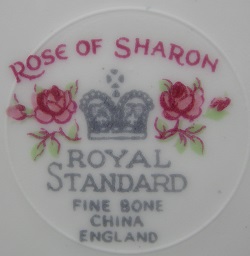 ROSE OF SHARON
ROYAL
STANDARD
FINE BONE
CHINA
ENGLAND